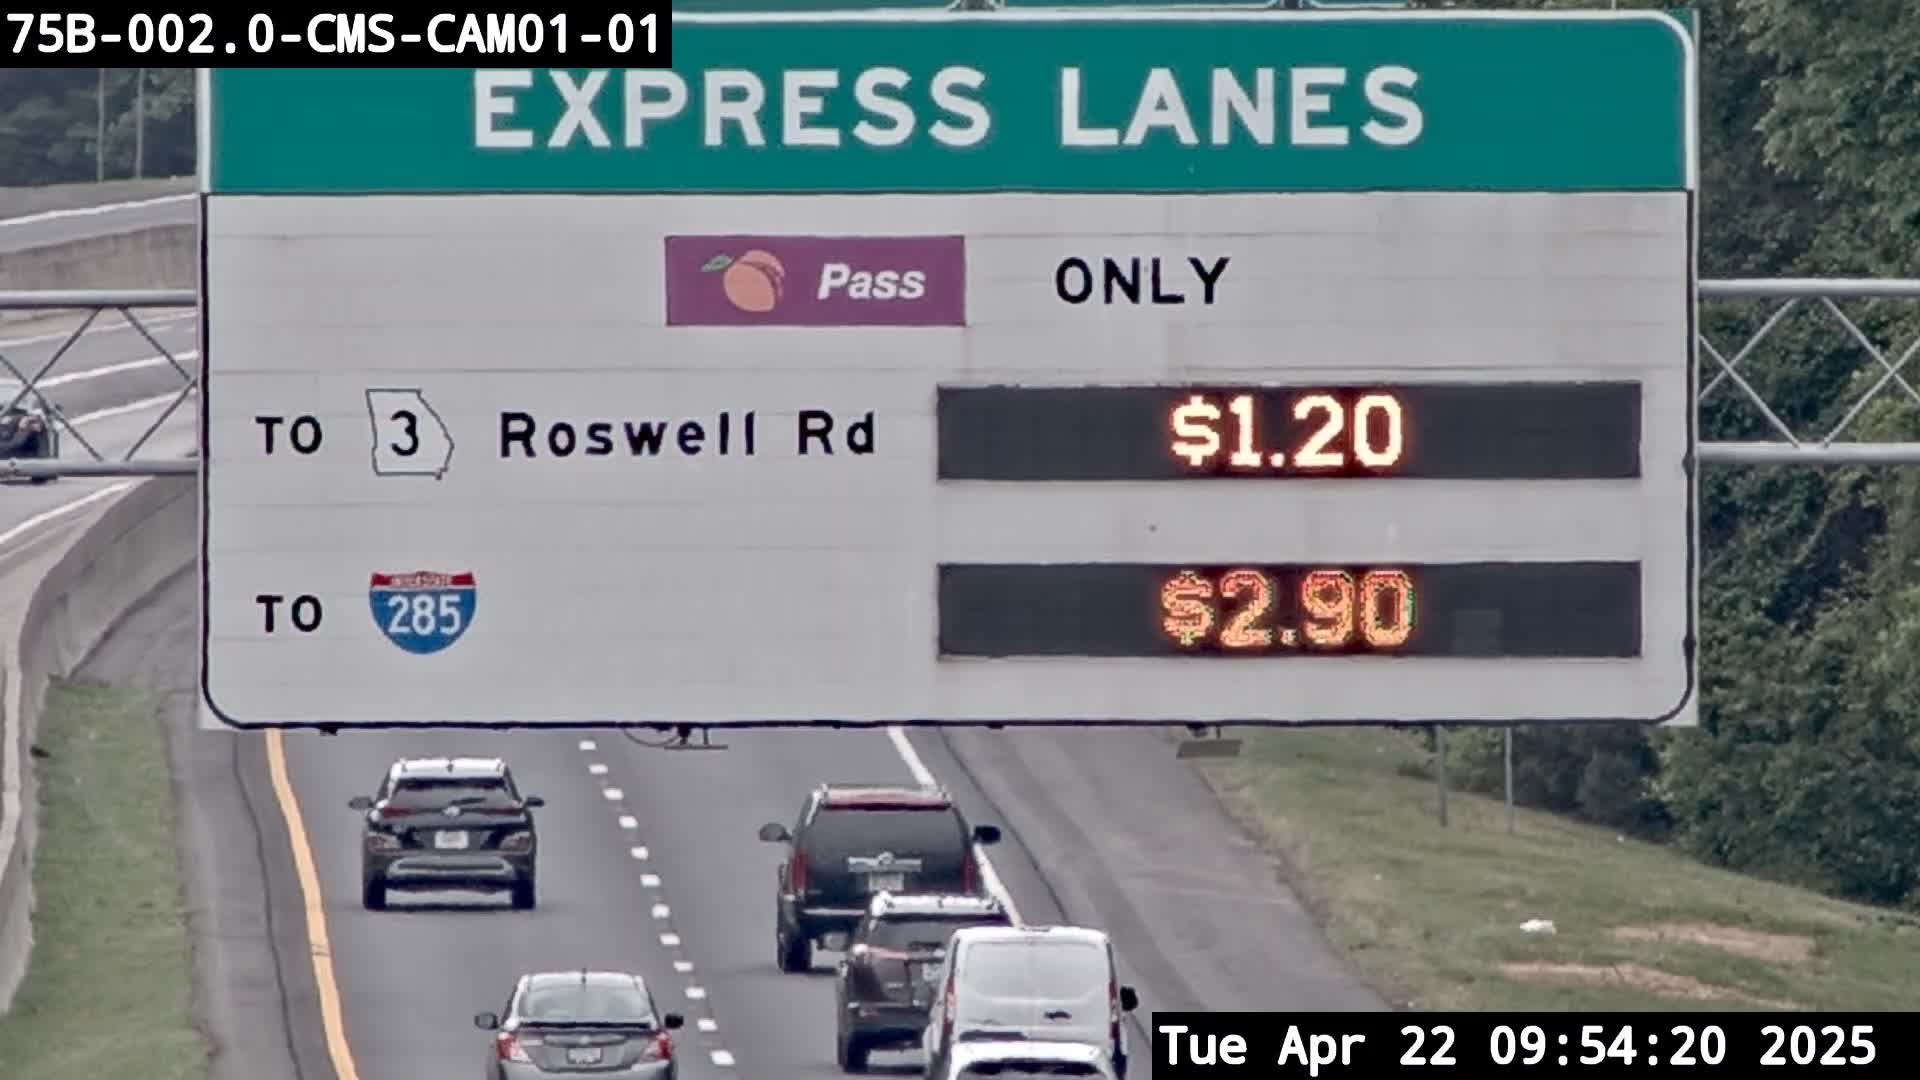 75B-002.0-CMS-CAM01-01
EXPRESS LANES
Pass ONLY
TO 3 Roswell Rd $1.20
TO INTERSTATE 285 $2.90
Tue Apr 22 09:54:20 2025